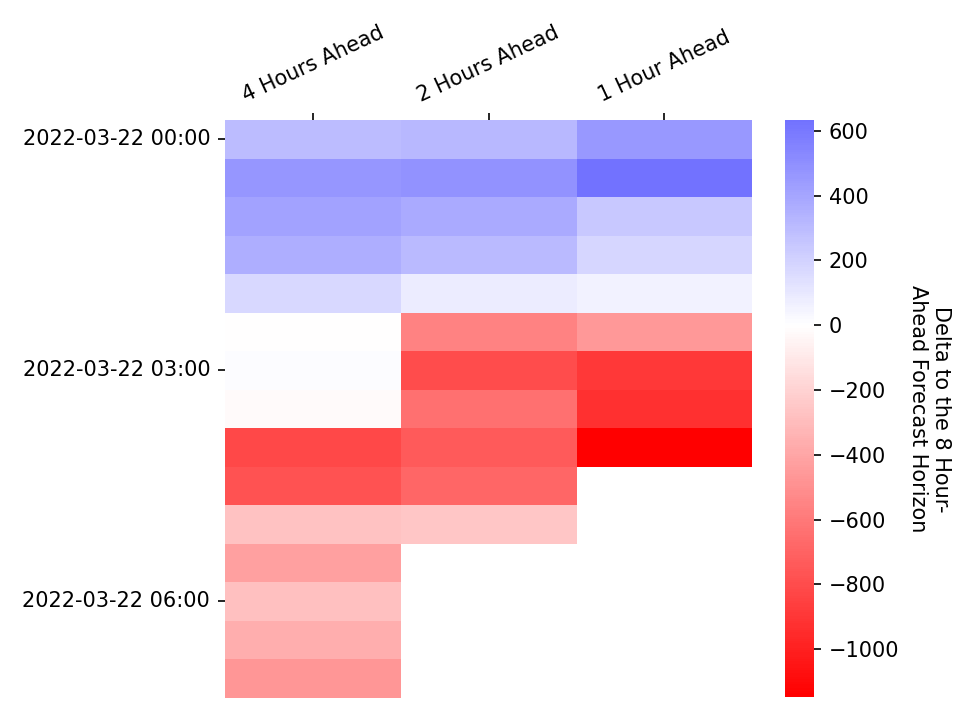 4 Hours Ahead
2 Hours Ahead
1 Hour Ahead
2022-03-22 00:00
2022-03-22 03:00
2022-03-22 06:00
600
400
200
0
−200
−400
−600
−800
−1000
Delta to the 8 Hour-
Ahead Forecast Horizon